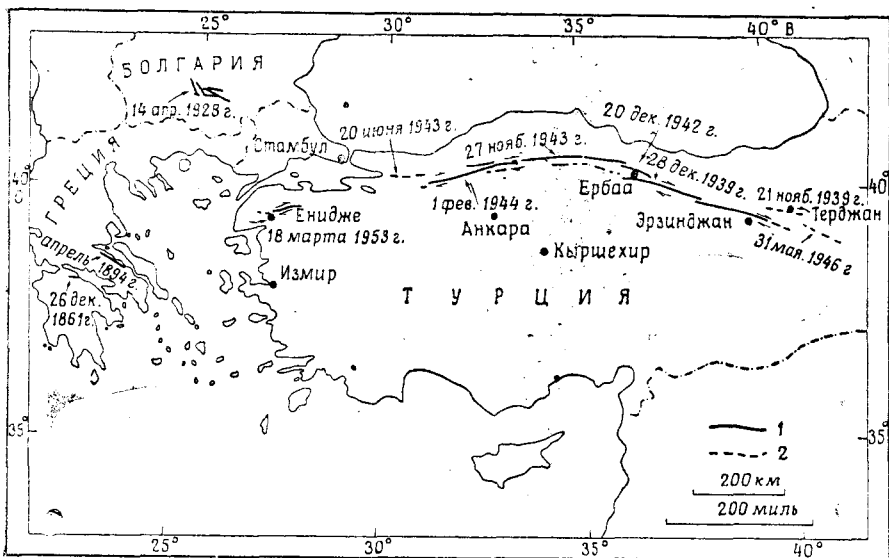 25° 30° 35° 40° В
БОЛГАРИЯ
14 апр. 1928 г.
ГРЕЦИЯ
Стамбул
20 июня 1943 г.
27 нояб. 1943 г.
20 дек. 1942 г.
28 дек. 1939 г.
21 нояб. 1939 г.
40°
С
40°
Ербаа
Терджан
1 фев. 1944 г.
Эрзинджан
Анкара
31 мая. 1946 г
Енидже
18 марта 1953 г.
Кыршехир
апрель 1894 г.
Измир
26 дек.
1861 г.
ТУРЦИЯ
35°
35°
1
2
200 км
200 миль
25° 30° 35° 40°